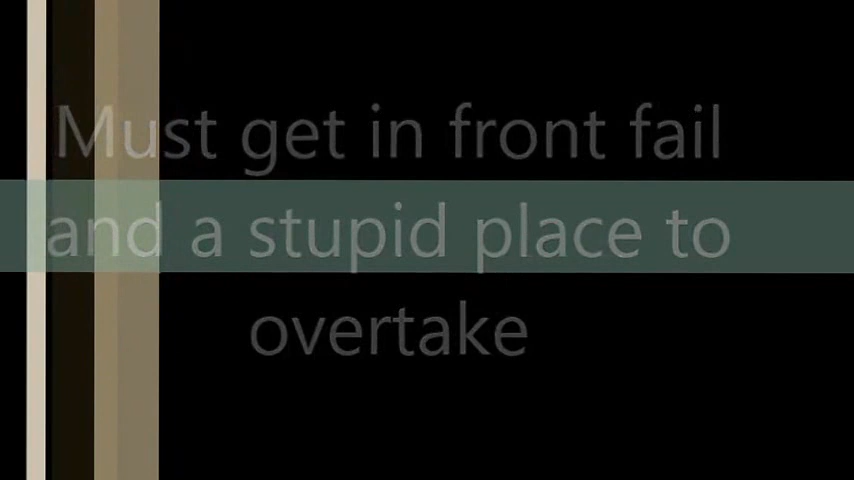 Must get in front fail
and a stupid place to
overtake